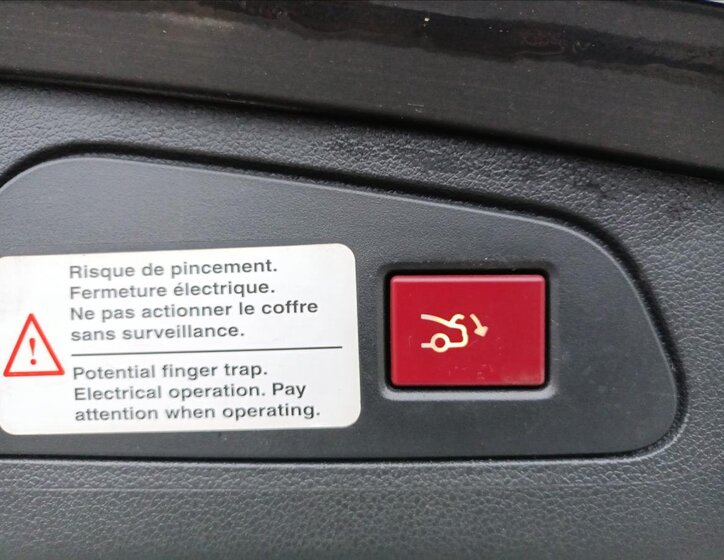 Risque de pincement.
Fermeture électrique.
Ne pas actionner le coffre
sans surveillance.
Potential finger trap.
Electrical operation. Pay
attention when operating.